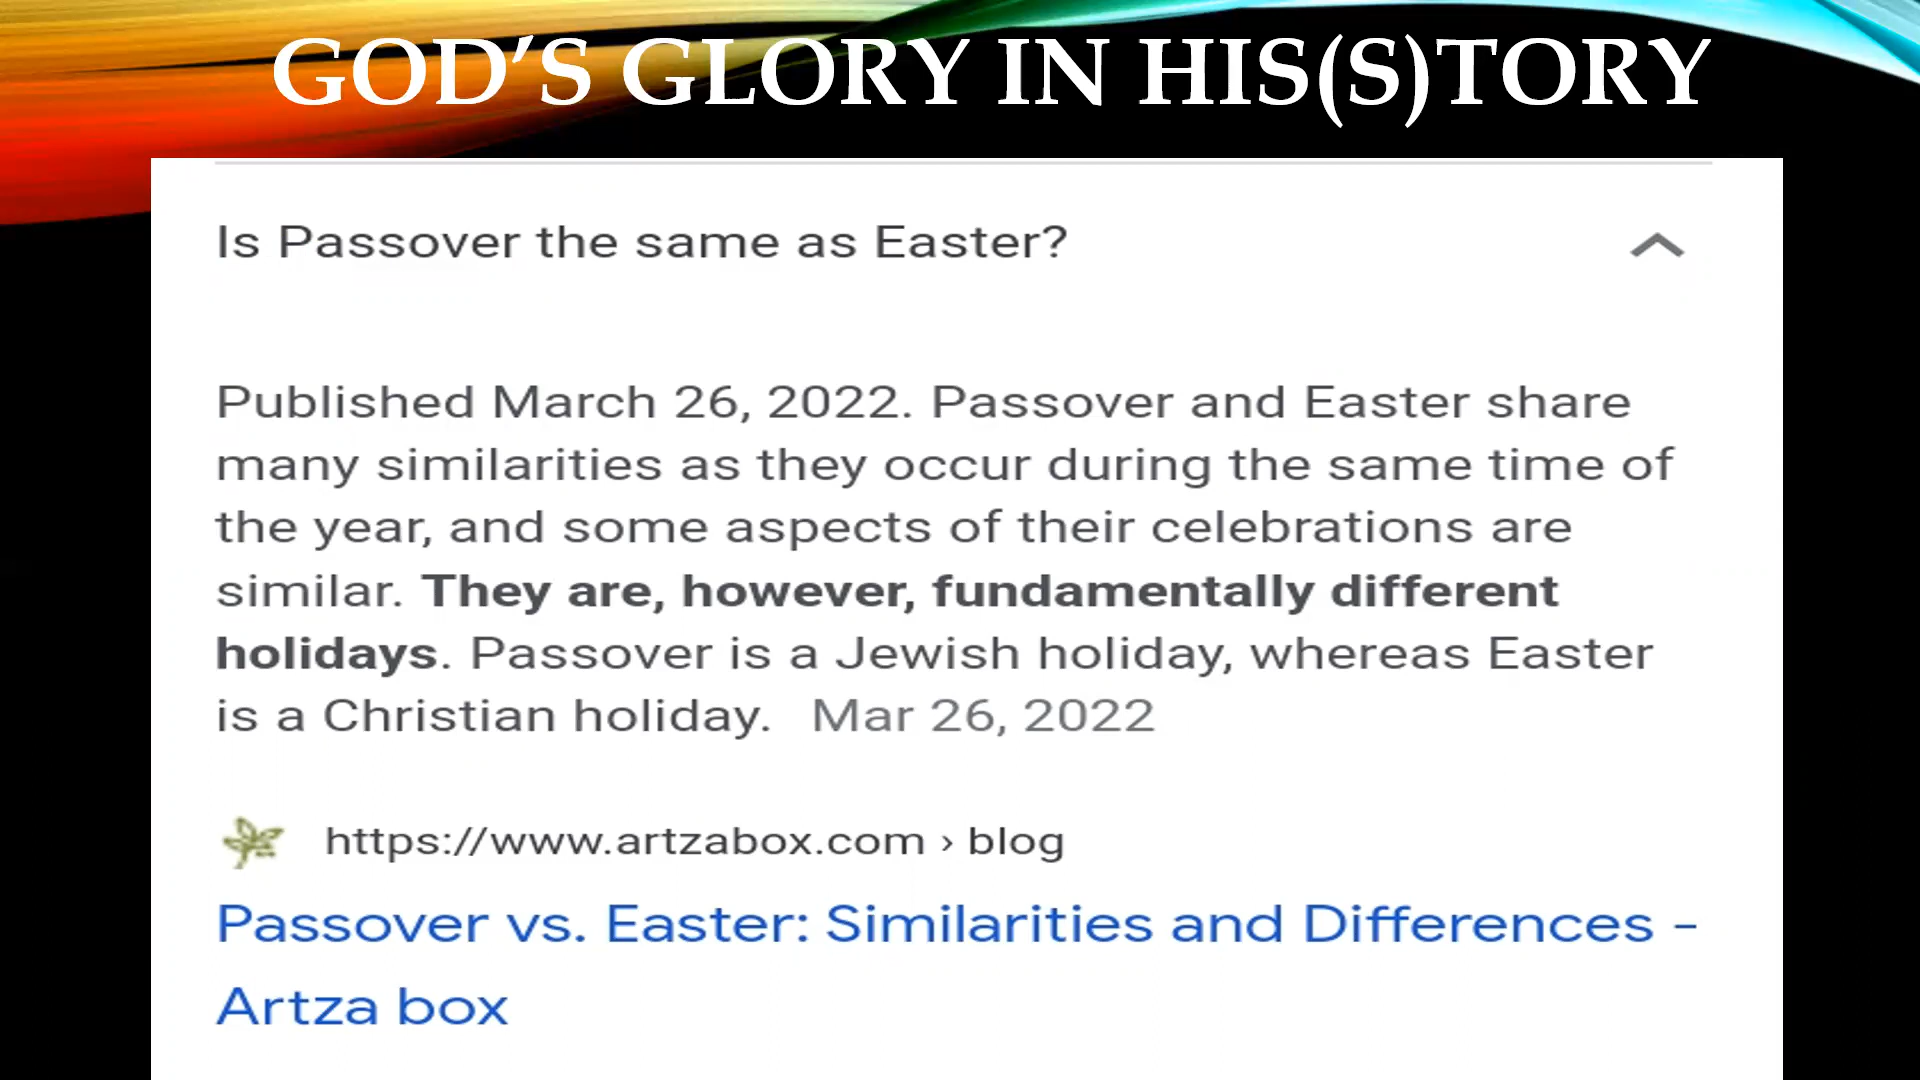 GOD’S GLORY IN HIS(S)TORY
Is Passover the same as Easter?
Published March 26, 2022. Passover and Easter share
many similarities as they occur during the same time of
the year, and some aspects of their celebrations are
similar. They are, however, fundamentally different
holidays. Passover is a Jewish holiday, whereas Easter
is a Christian holiday. Mar 26, 2022
https://www.artzabox.com › blog
Passover vs. Easter: Similarities and Differences -
Artza box